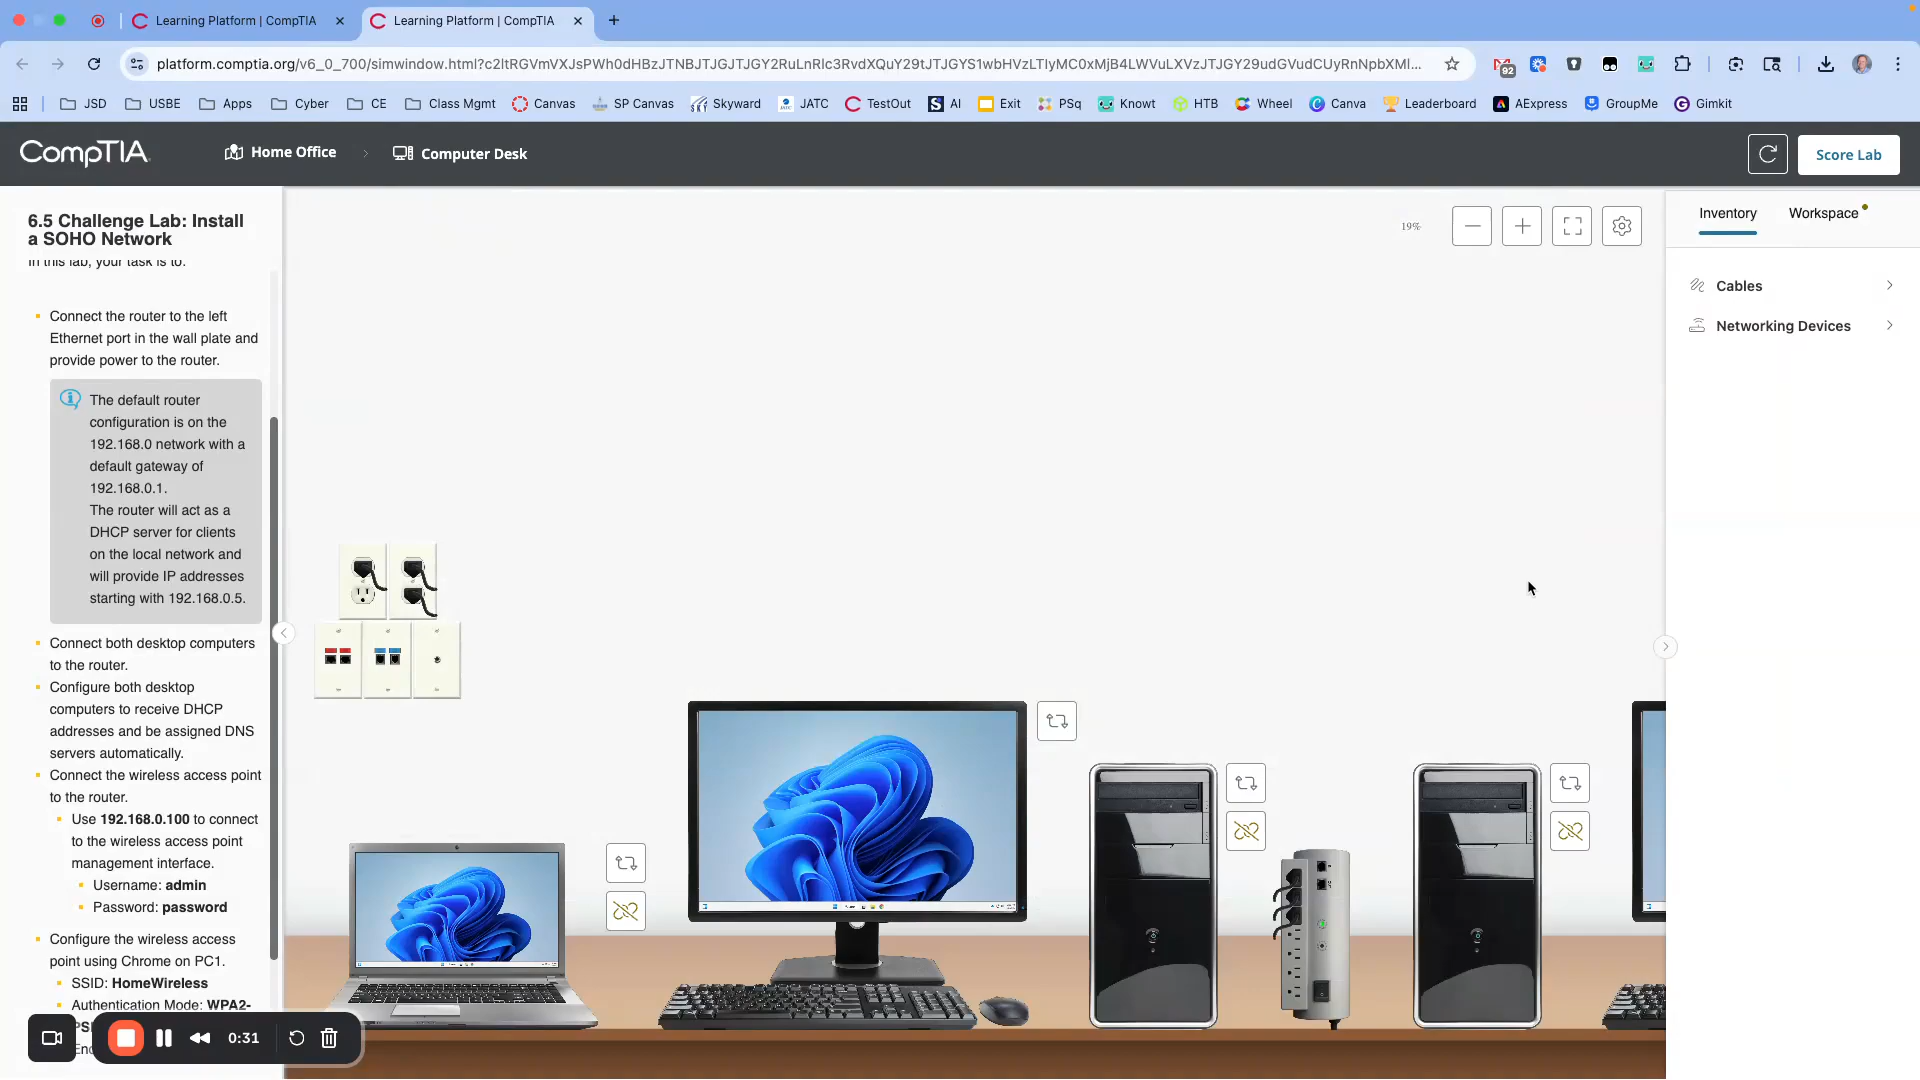 Learning Platform | CompTIA
Learning Platform | CompTIA
platform.comptia.org/v6_0_700/simwindow.html?c2ltRGVmVXJsPWh0dHBzJTNBJTJGJTJGY2RuLnRlc3RvdXQuY29tJTJGYS1wbHVzLTIyMC0xMjB4LWVuLXVzJTJGY29udGVudCUyRnNpbXMl...
92
JSD
USBE
Apps
Cyber
CE
Class Mgmt
Canvas
SP Canvas
Skyward
JATC
TestOut
AI
Exit
PSq
Knowt
HTB
Wheel
Canva
Leaderboard
AExpress
GroupMe
Gimkit
CompTIA
Home Office
Computer Desk
Score Lab
6.5 Challenge Lab: Install
a SOHO Network
In this lab, your task is to:
Connect the router to the left
Ethernet port in the wall plate and
provide power to the router.
The default router
configuration is on the
192.168.0 network with a
default gateway of
192.168.0.1.
The router will act as a
DHCP server for clients
on the local network and
will provide IP addresses
starting with 192.168.0.5.
Connect both desktop computers
to the router.
Configure both desktop
computers to receive DHCP
addresses and be assigned DNS
servers automatically.
Connect the wireless access point
to the router.
Use 192.168.0.100 to connect
to the wireless access point
management interface.
Username: admin
Password: password
Configure the wireless access
point using Chrome on PC1.
SSID: HomeWireless
Authentication Mode: WPA2-
0:31
19%
Inventory
Workspace
Cables
Networking Devices